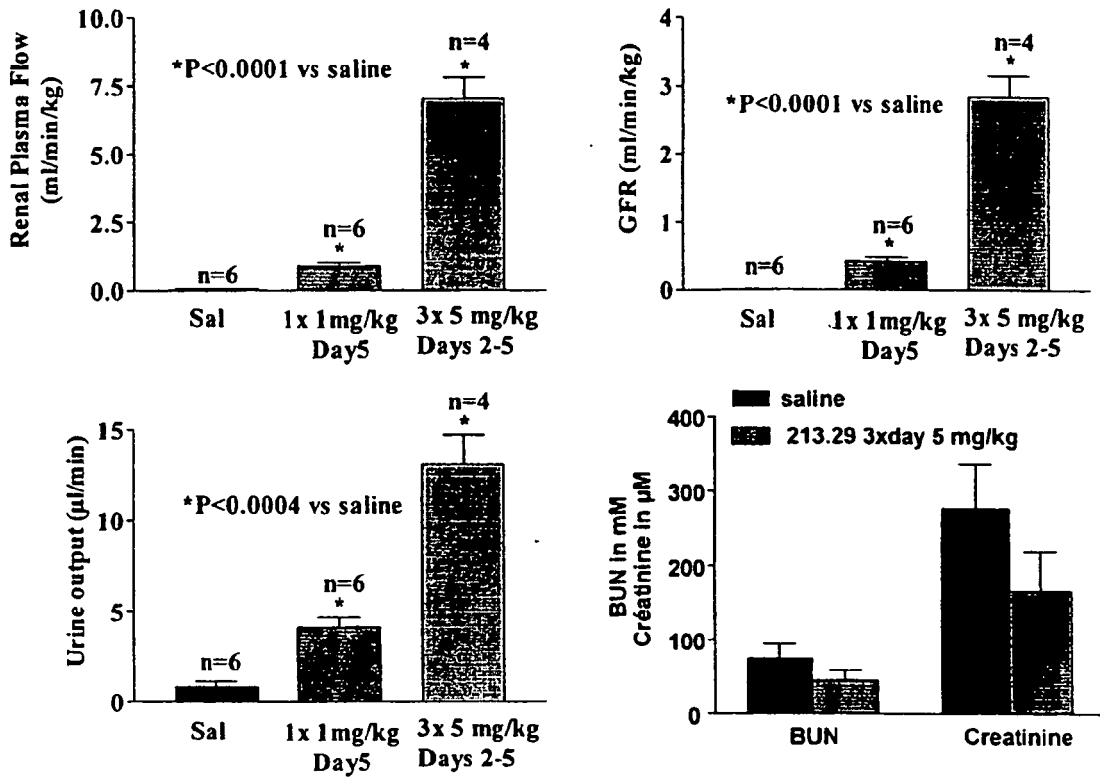 Renal Plasma Flow
(ml/min/kg)
10.0
7.5
5.0
2.5
0.0
*P<0.0001 vs saline
n=6
n=6
*
n=4
*
Sal
1x 1mg/kg
Day5
3x 5 mg/kg
Days 2-5
GFR (ml/min/kg)
4
3
2
1
0
*P<0.0001 vs saline
n=6
n=6
*
n=4
*
Sal
1x 1mg/kg
Day5
3x 5 mg/kg
Days 2-5
Urine output (µl/min)
15
10
5
0
*P<0.0004 vs saline
n=6
n=6
*
n=4
*
Sal
1x 1mg/kg
Day5
3x 5 mg/kg
Days 2-5
BUN in mM
Créatinine in µM
400
300
200
100
0
saline
213.29 3xday 5 mg/kg
BUN
Creatinine